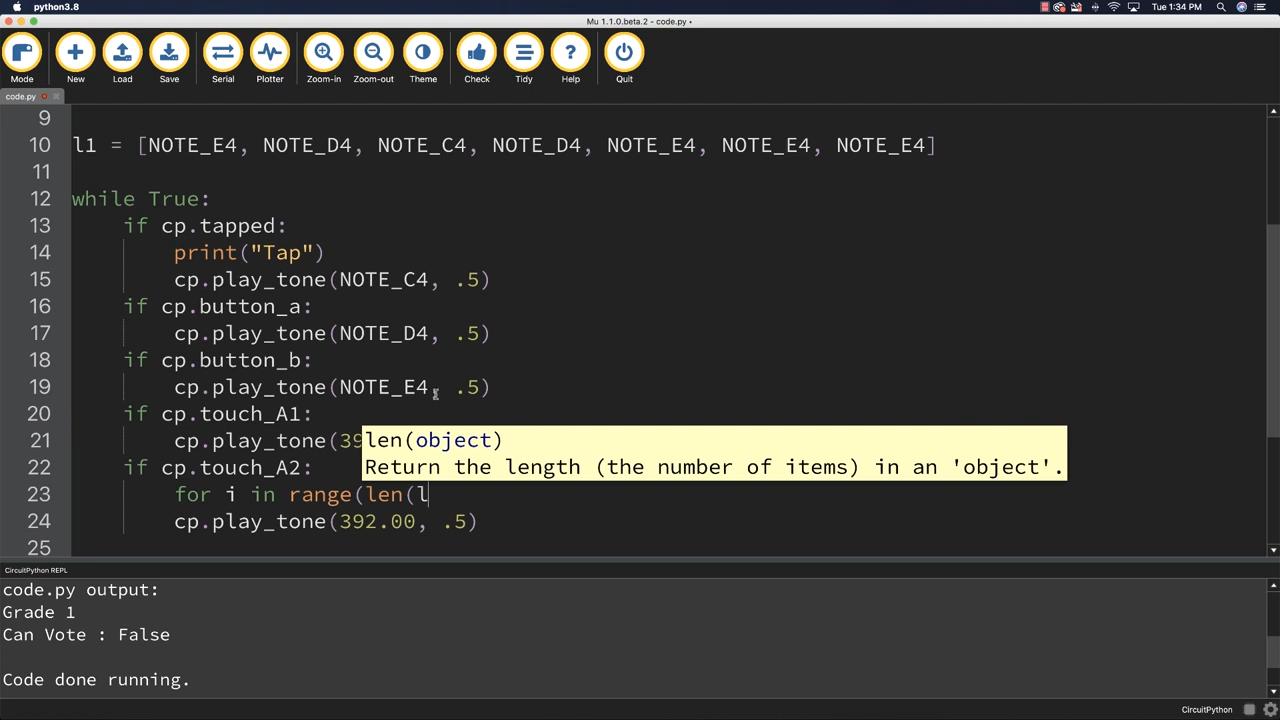 python3.8
Tue 1:34 PM
Mu 1.1.0.beta.2 - code.py •
Mode New Load Save Serial Plotter Zoom-in Zoom-out Theme Check Tidy Help Quit
code.py
9
10 l1 = [NOTE_E4, NOTE_D4, NOTE_C4, NOTE_D4, NOTE_E4, NOTE_E4, NOTE_E4]
11
12 while True:
13 if cp.tapped:
14 print("Tap")
15 cp.play_tone(NOTE_C4, .5)
16 if cp.button_a:
17 cp.play_tone(NOTE_D4, .5)
18 if cp.button_b:
19 cp.play_tone(NOTE_E4, .5)
20 if cp.touch_A1:
21 cp.play_tone(39
len(object)
Return the length (the number of items) in an 'object'.
22 if cp.touch_A2:
23 for i in range(len(l
24 cp.play_tone(392.00, .5)
25
CircuitPython REPL
code.py output:
Grade 1
Can Vote : False
Code done running.
CircuitPython